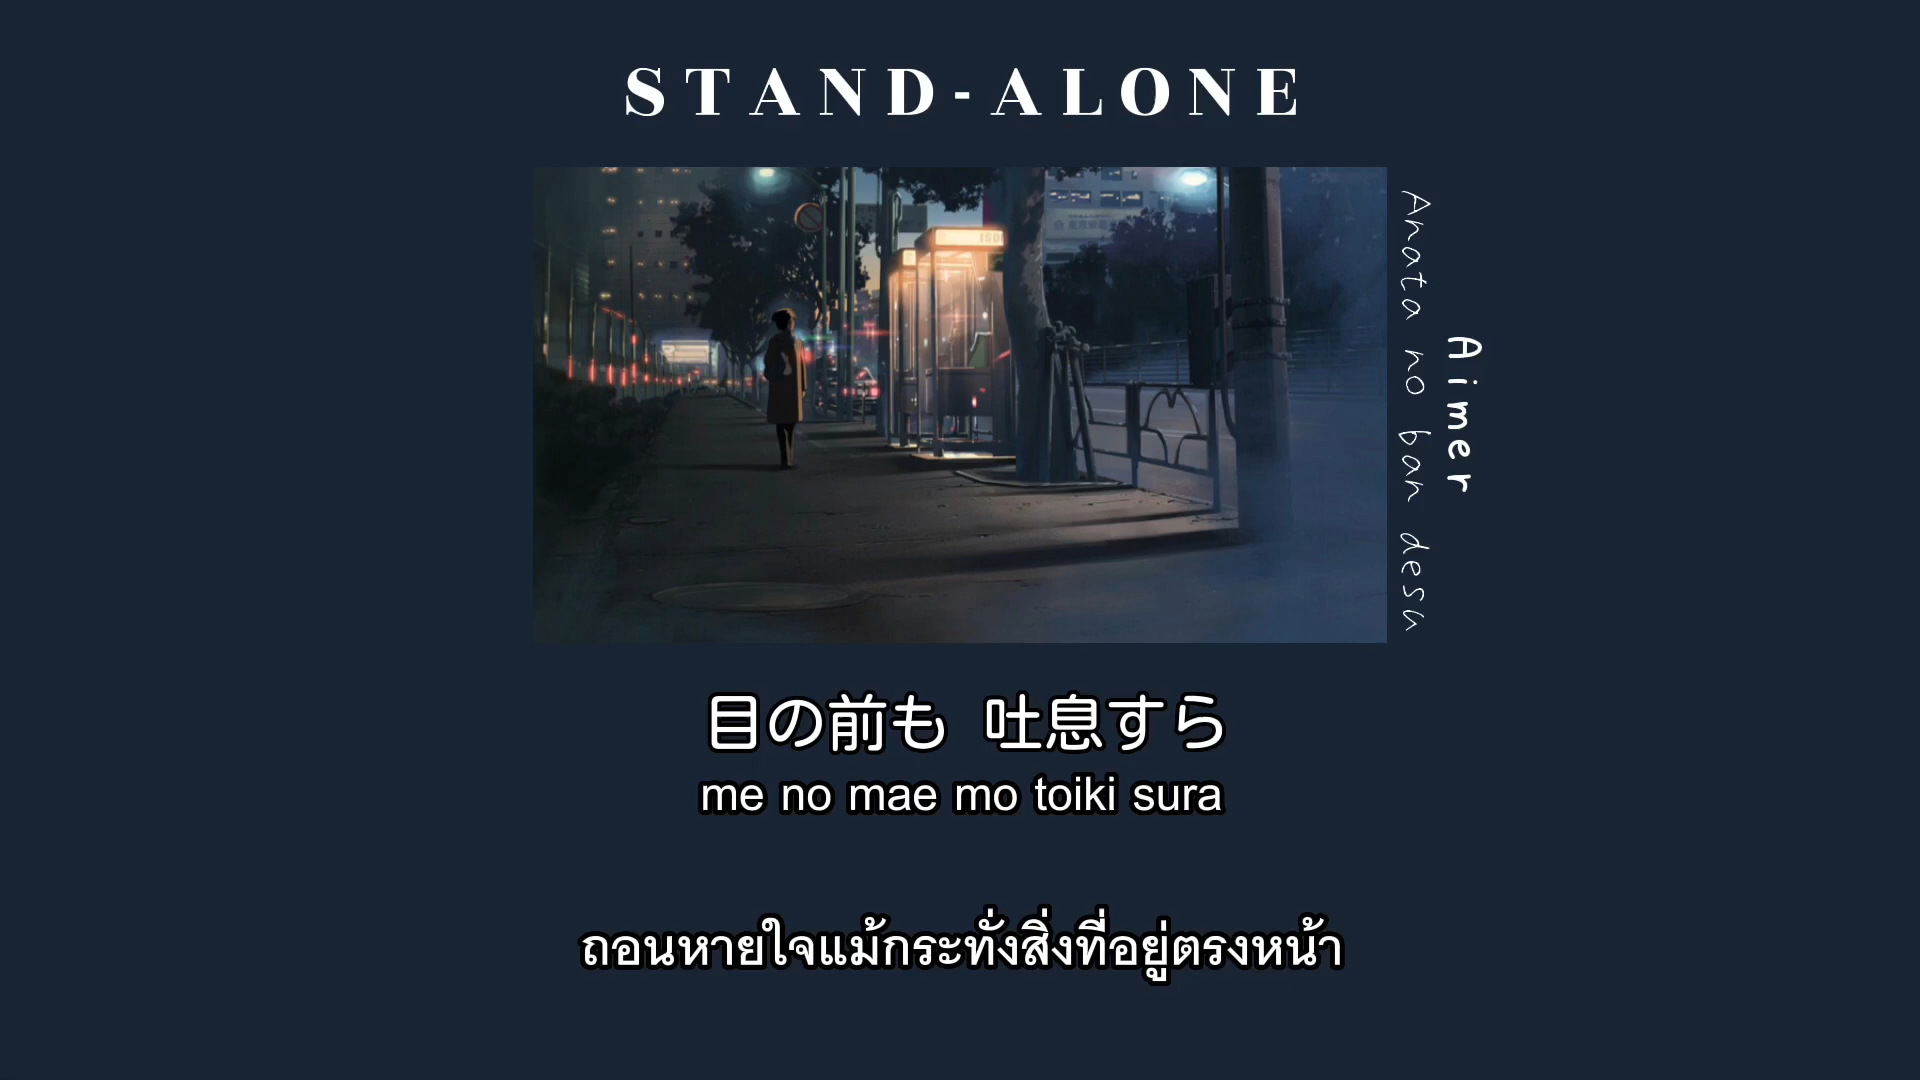 STAND-ALONE
ISD
Aimer
Anata no ban desu
目の前も 吐息すら
me no mae mo toiki sura
ถอนหายใจแม้กระทั่งสิ่งที่อยู่ตรงหน้า